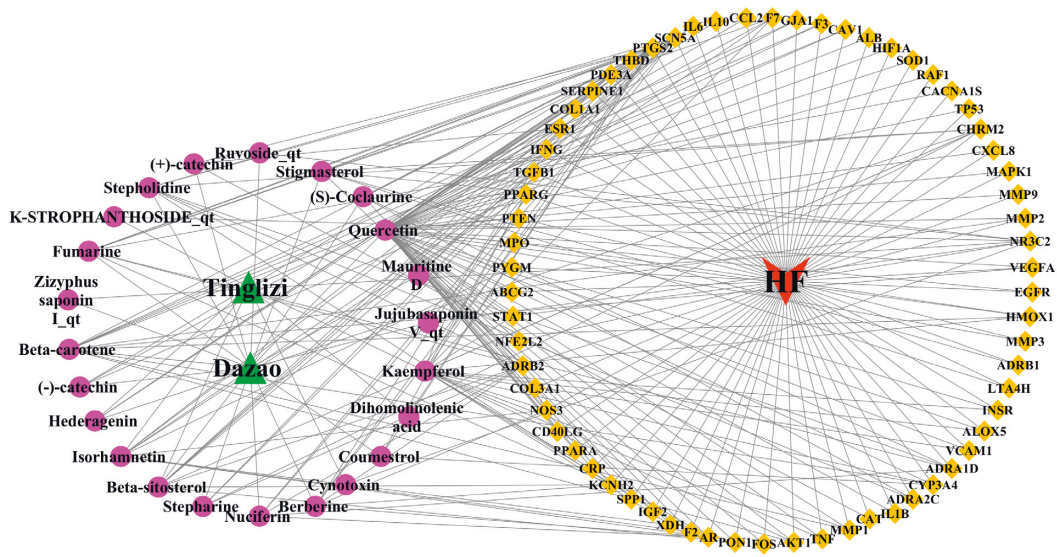 Ruvoside_qt
(+)-catechin
Stigmasterol
Stepholidine
(S)-Coclaurine
K-STROPHANTHOSIDE_qt
Quercetin
Fumarine
Mauritine
D
Tinglizi
Zizyphus
saponin
I_qt
Jujubasaponin
V_qt
Beta-carotene
Dazao
Kaempferol
(-)-catechin
Dihomolinolenic
acid
Hederagenin
Isorhamnetin
Coumestrol
Beta-sitosterol
Cynotoxin
Stepharine
Berberine
Nuciferin
HF
F7
GJA1
F3
CAV1
ALB
HIF1A
SOD1
RAF1
CACNA1S
TP53
CHRM2
CXCL8
MAPK1
MMP9
MMP2
NR3C2
VEGFA
EGFR
HMOX1
MMP3
ADRB1
LTA4H
INSR
ALOX5
VCAM1
ADRA1D
CYP3A4
ADRA2C
IL1B
CAT
MMP1
TNF
AKT1
FOS
PON1
AR
F2
XDH
IGF2
SPP1
KCNH2
CRP
PPARA
CD40LG
NOS3
COL3A1
ADRB2
NFE2L2
STAT1
ABCG2
PYGM
MPO
PTEN
PPARG
TGFB1
IFNG
ESR1
COL1A1
SERPINE1
PDE3A
THBD
PTGS2
SCN5A
IL6
IL10
CCL2